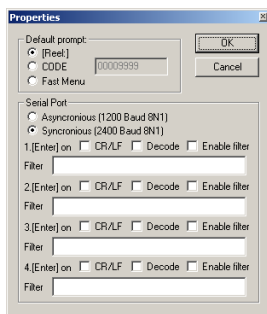 Properties
Default prompt:
[Reel:]
OK
CODE
00009999
Cancel
Fast Menu
Serial Port
Asyncronious (1200 Baud 8N1)
Syncronious (2400 Baud 8N1)
1.[Enter] on CR/LF Decode Enable filter
Filter
2.[Enter] on CR/LF Decode Enable filter
Filter
3.[Enter] on CR/LF Decode Enable filter
Filter
4.[Enter] on CR/LF Decode Enable filter
Filter